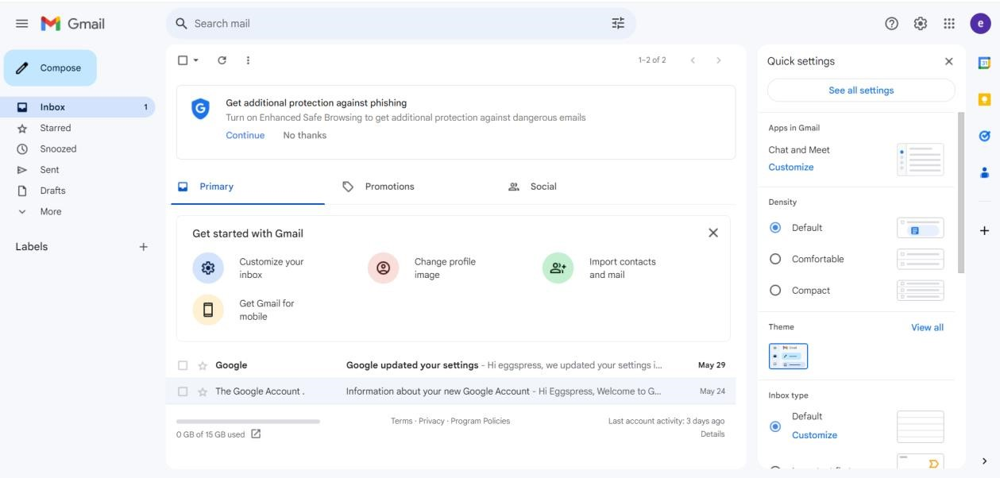 Gmail
Search mail
e
Compose
1–2 of 2
Quick settings
See all settings
Inbox 1
Starred
Snoozed
Sent
Drafts
More
Labels
Get additional protection against phishing
Turn on Enhanced Safe Browsing to get additional protection against dangerous emails
Continue No thanks
Primary Promotions Social
Get started with Gmail
Customize your
inbox
Change profile
image
Import contacts
and mail
Get Gmail for
mobile
Google Google updated your settings - Hi eggspress, we updated your settings i... May 29
The Google Account . Information about your new Google Account - Hi Eggspress, Welcome to G... May 24
0 GB of 15 GB used
Terms · Privacy · Program Policies
Last account activity: 3 days ago
Details
Apps in Gmail
Chat and Meet
Customize
Density
Default
Comfortable
Compact
Theme View all
Inbox type
Default
Customize
31